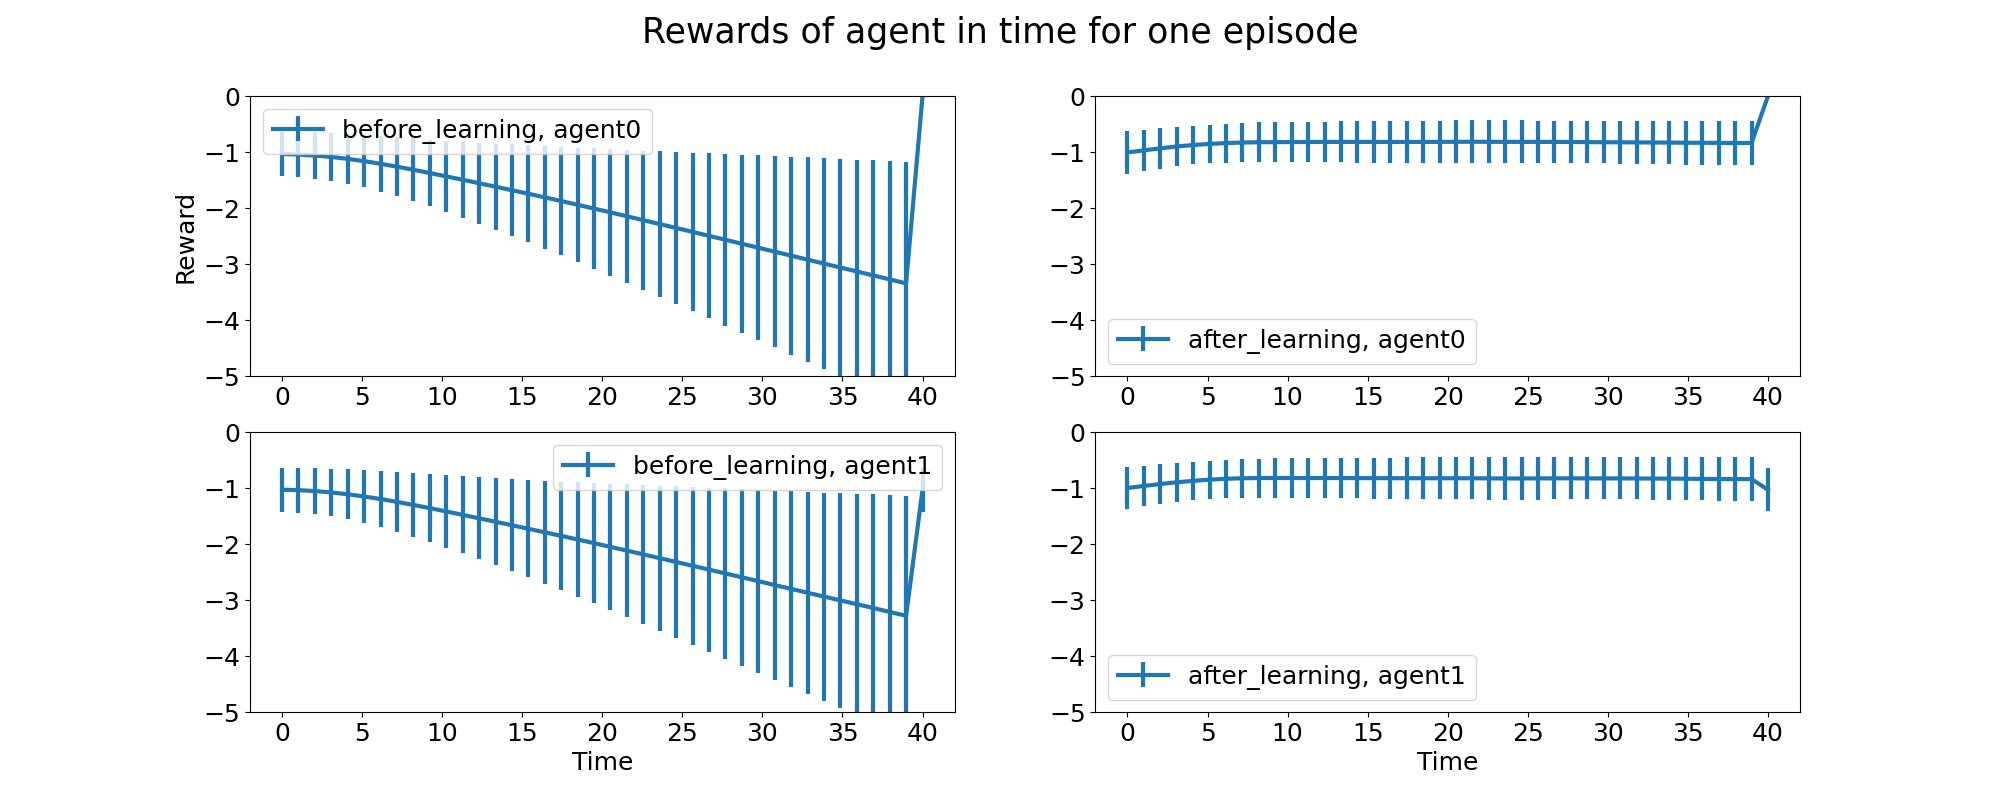 Rewards of agent in time for one episode
0
−1
−2
−3
−4
−5
Reward
before_learning, agent0
0 5 10 15 20 25 30 35 40
0
−1
−2
−3
−4
−5
after_learning, agent0
0 5 10 15 20 25 30 35 40
0
−1
−2
−3
−4
−5
before_learning, agent1
0 5 10 15 20 25 30 35 40
Time
0
−1
−2
−3
−4
−5
after_learning, agent1
0 5 10 15 20 25 30 35 40
Time